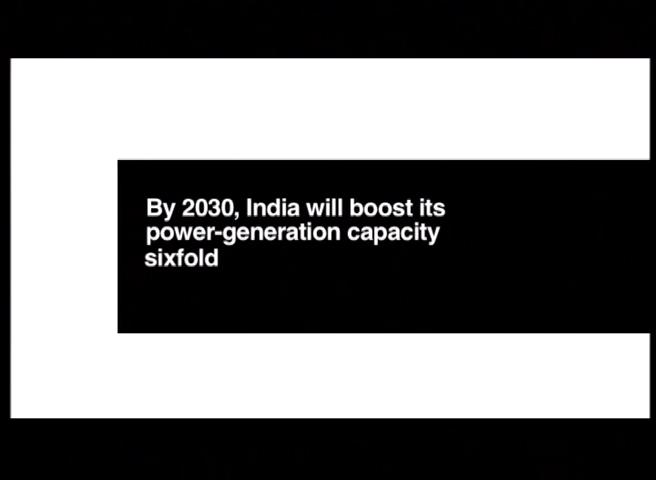 By 2030, India will boost its
power-generation capacity
sixfold